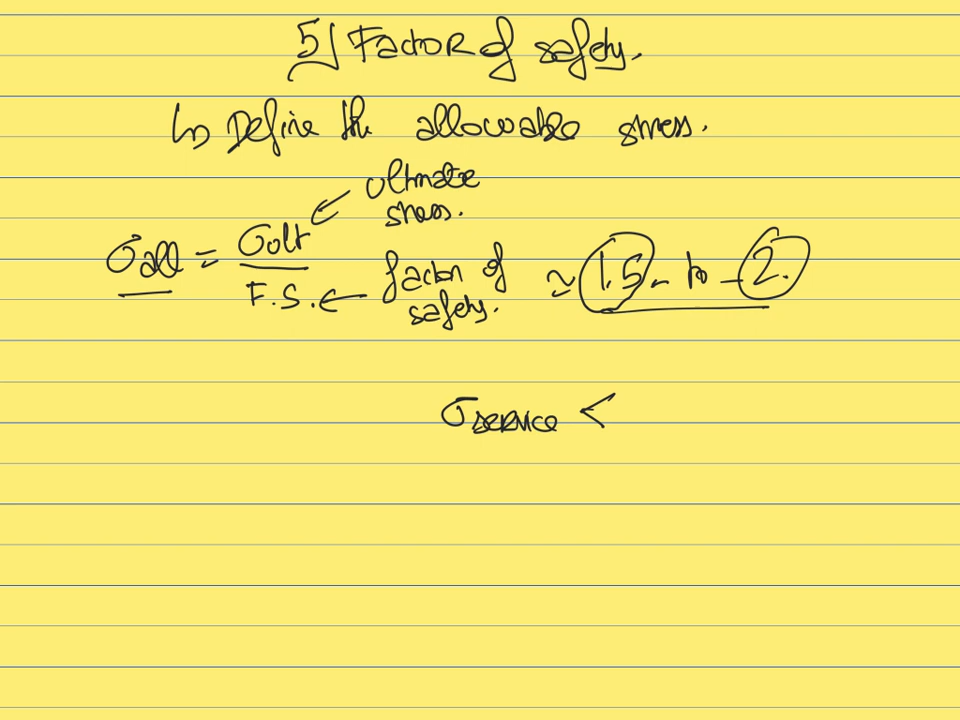 5) Factor of safety.
↳ Define the allowable stress.
ultimate
stress.
σall = σult / F.S. ← factor of safety. ≈ 1.5 - to - 2.
σservice <